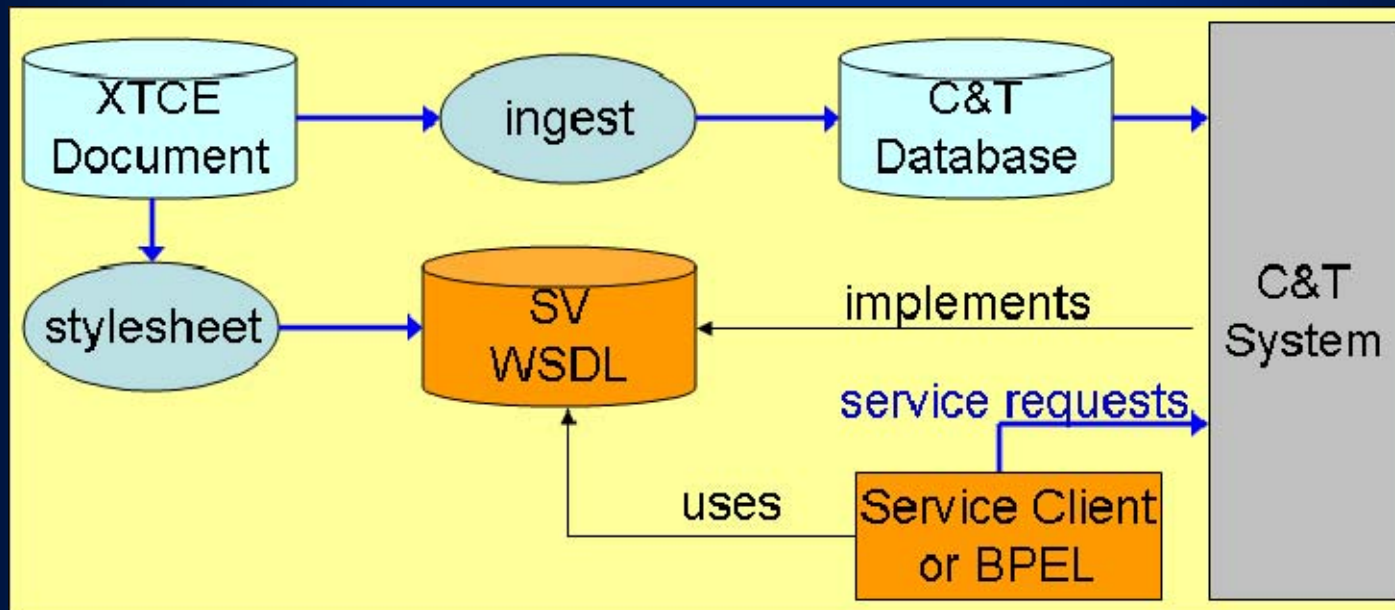 XTCE
Document
ingest
C&T
Database
stylesheet
SV
WSDL
implements
C&T
System
service requests
uses
Service Client
or BPEL